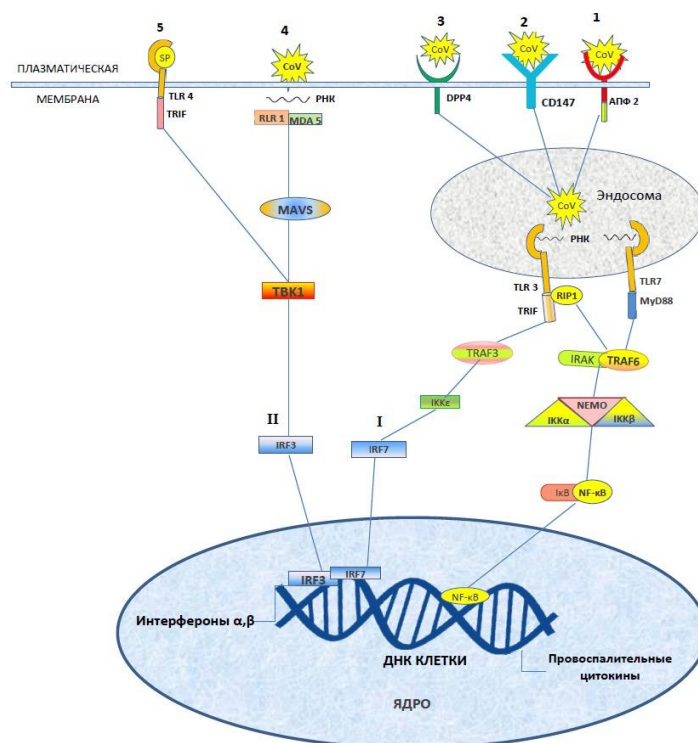 5
4
3
2
1
SP
CoV
CoV
CoV
CoV
ПЛАЗМАТИЧЕСКАЯ
МЕМБРАНА
TLR 4
TRIF
РНК
RLR 1
MDA 5
DPP4
CD147
АПФ 2
Эндосома
CoV
РНК
MAVS
TLR 3
TRIF
RIP1
TLR7
MyD88
TBK1
TRAF3
IRAK
TRAF6
IKKε
NEMO
IKKα
IKKβ
II
I
IRF3
IRF7
IκB
NF-κB
IRF3
IRF7
NF-κB
Интерфероны α,β
ДНК КЛЕТКИ
Провоспалительные
цитокины
ЯДРО